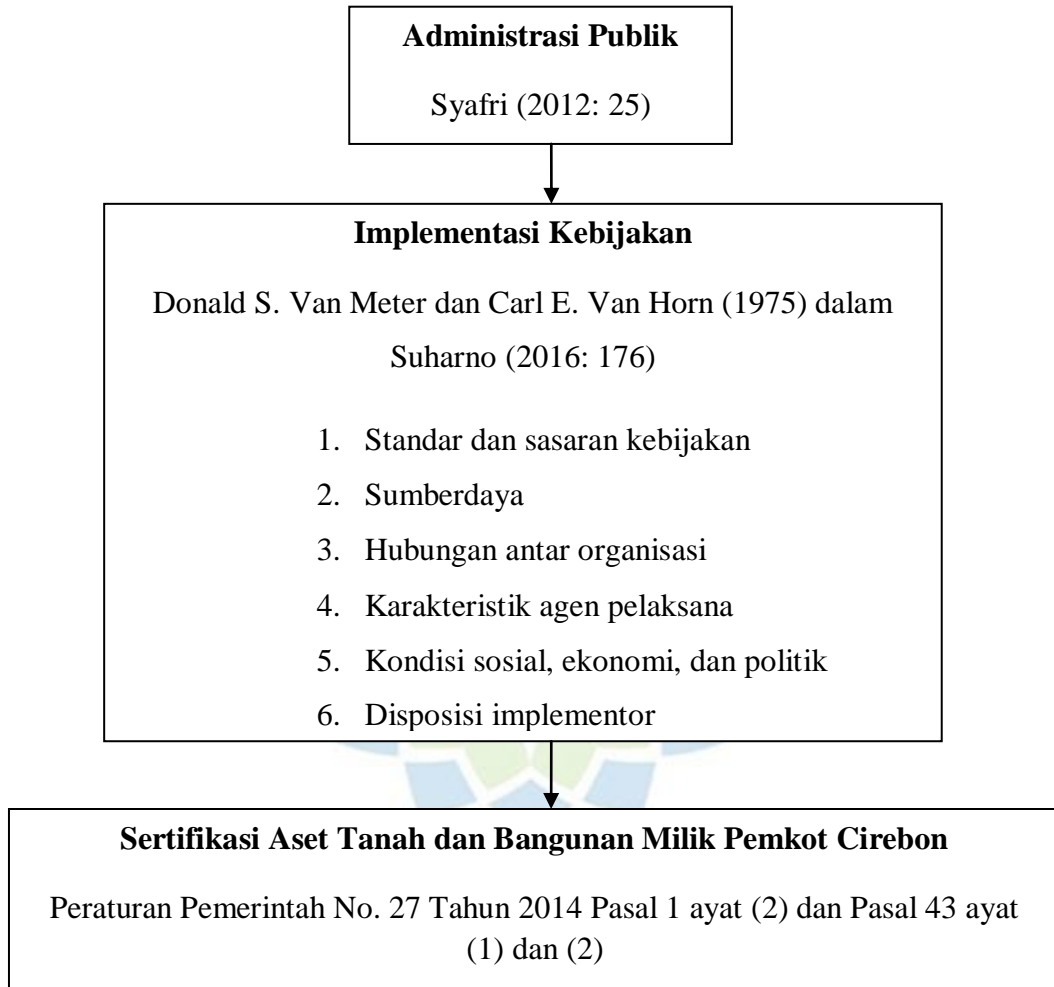 Administrasi Publik
Syafri (2012: 25)
Implementasi Kebijakan
Donald S. Van Meter dan Carl E. Van Horn (1975) dalam
Suharno (2016: 176)
1. Standar dan sasaran kebijakan
2. Sumberdaya
3. Hubungan antar organisasi
4. Karakteristik agen pelaksana
5. Kondisi sosial, ekonomi, dan politik
6. Disposisi implementor
Sertifikasi Aset Tanah dan Bangunan Milik Pemkot Cirebon
Peraturan Pemerintah No. 27 Tahun 2014 Pasal 1 ayat (2) dan Pasal 43 ayat
(1) dan (2)